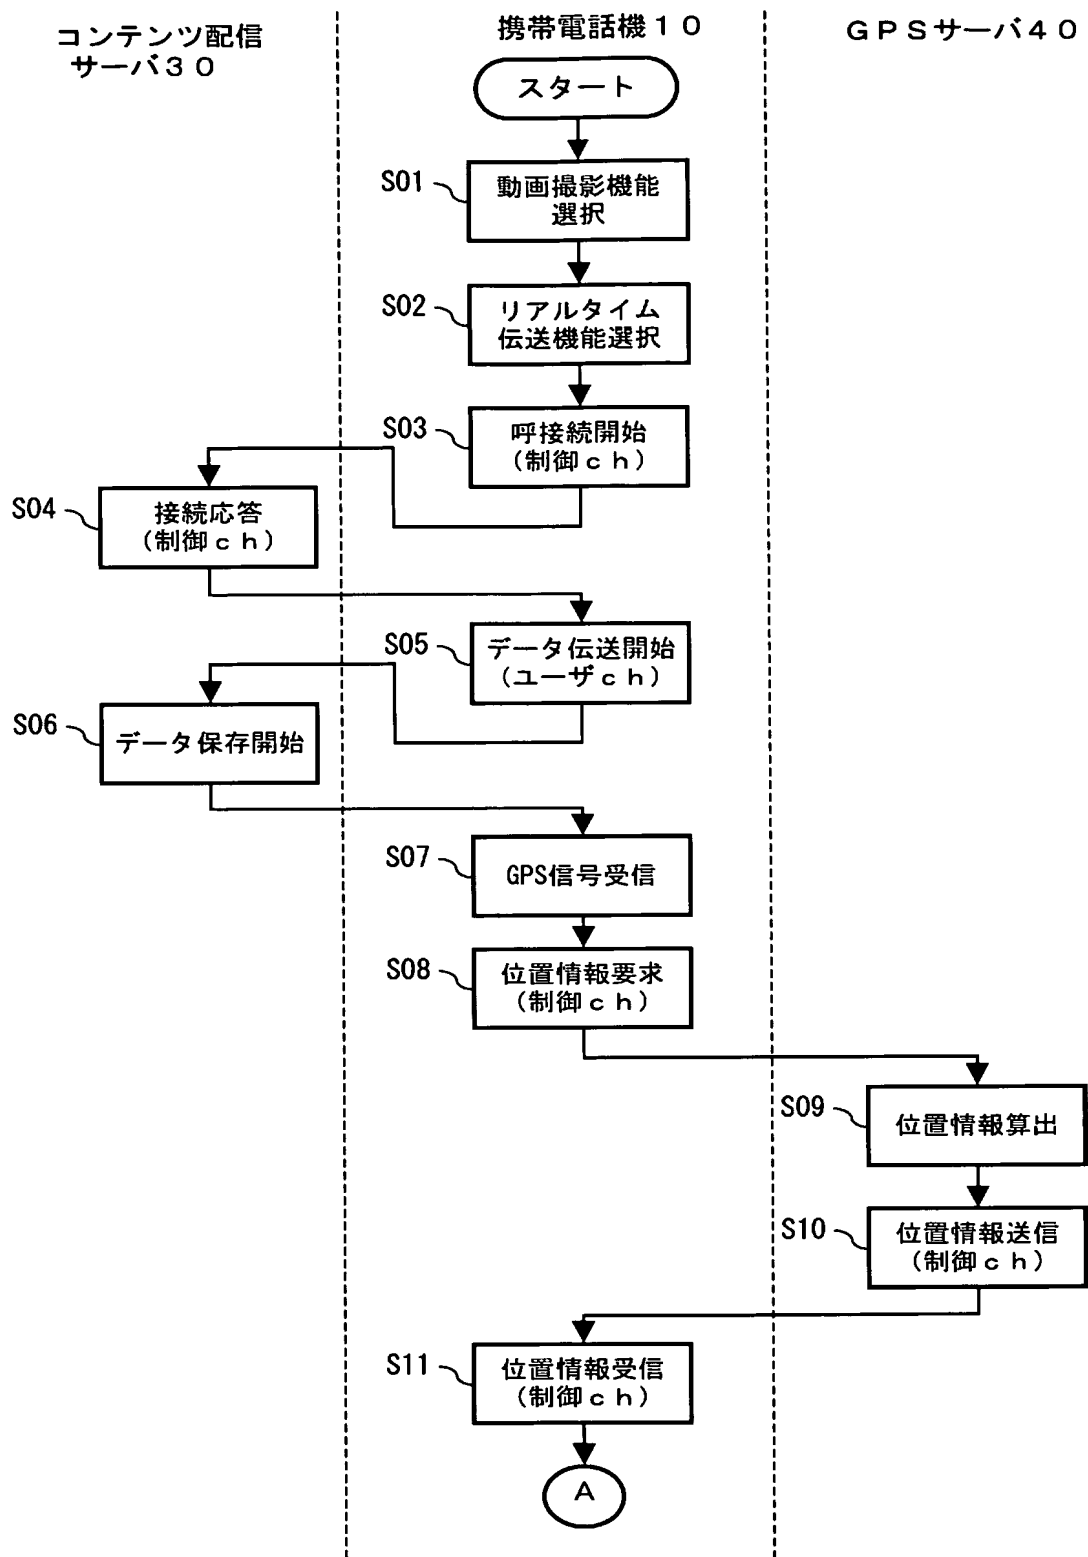 コンテンツ配信
サーバ３０
携帯電話機１０
ＧＰＳサーバ４０
スタート
S01
動画撮影機能
選択
S02
リアルタイム
伝送機能選択
S03
呼接続開始
(制御ｃｈ)
S04
接続応答
(制御ｃｈ)
S05
データ伝送開始
(ユーザｃｈ)
S06
データ保存開始
S07
GPS信号受信
S08
位置情報要求
(制御ｃｈ)
S09
位置情報算出
S10
位置情報送信
(制御ｃｈ)
S11
位置情報受信
(制御ｃｈ)
Ａ